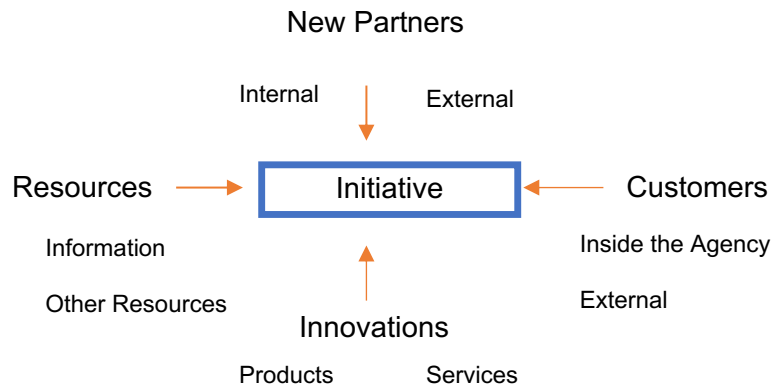 New Partners
Internal External
Resources Initiative Customers
Information Inside the Agency
Other Resources External
Innovations
Products Services